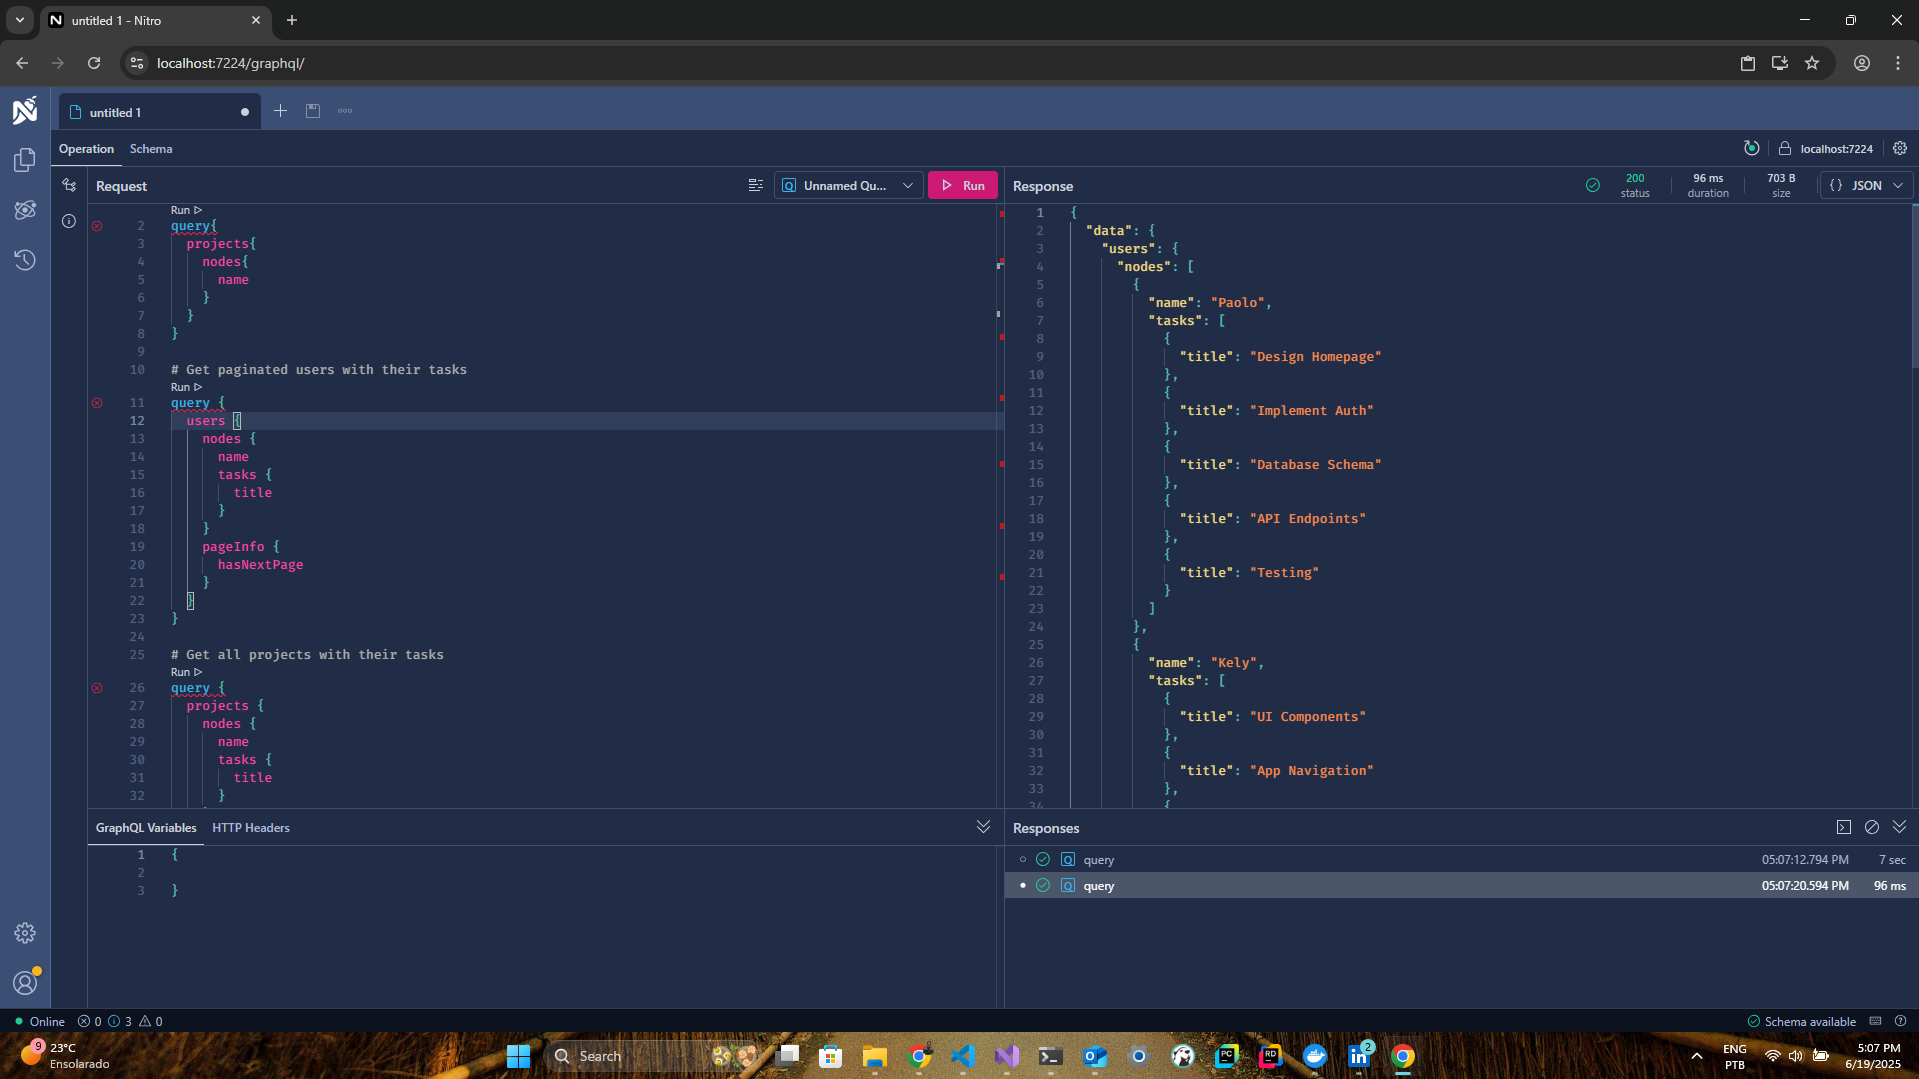 untitled 1 - Nitro
localhost:7224/graphql/
untitled 1
Operation
Schema
localhost:7224
Request
Unnamed Qu...
Run
Response
200
status
96 ms
duration
703 B
size
{ } JSON
Run
2 query{
3 projects{
4 nodes{
5 name
6 }
7 }
8 }
9
10 # Get paginated users with their tasks
Run
11 query {
12 users {
13 nodes {
14 name
15 tasks {
16 title
17 }
18 }
19 pageInfo {
20 hasNextPage
21 }
22 }
23 }
24
25 # Get all projects with their tasks
Run
26 query {
27 projects {
28 nodes {
29 name
30 tasks {
31 title
32 }
1 {
2 "data": {
3 "users": {
4 "nodes": [
5 {
6 "name": "Paolo",
7 "tasks": [
8 {
9 "title": "Design Homepage"
10 },
11 {
12 "title": "Implement Auth"
13 },
14 {
15 "title": "Database Schema"
16 },
17 {
18 "title": "API Endpoints"
19 },
20 {
21 "title": "Testing"
22 }
23 ]
24 },
25 {
26 "name": "Kely",
27 "tasks": [
28 {
29 "title": "UI Components"
30 },
31 {
32 "title": "App Navigation"
33 },
34 {
GraphQL Variables
HTTP Headers
1 {
2
3 }
Responses
Q query 05:07:12.794 PM 7 sec
Q query 05:07:20.594 PM 96 ms
Online 0 3 0
Schema available
9
23°C
Ensolarado
Search
PC
RD
2
ENG
PTB
5:07 PM
6/19/2025